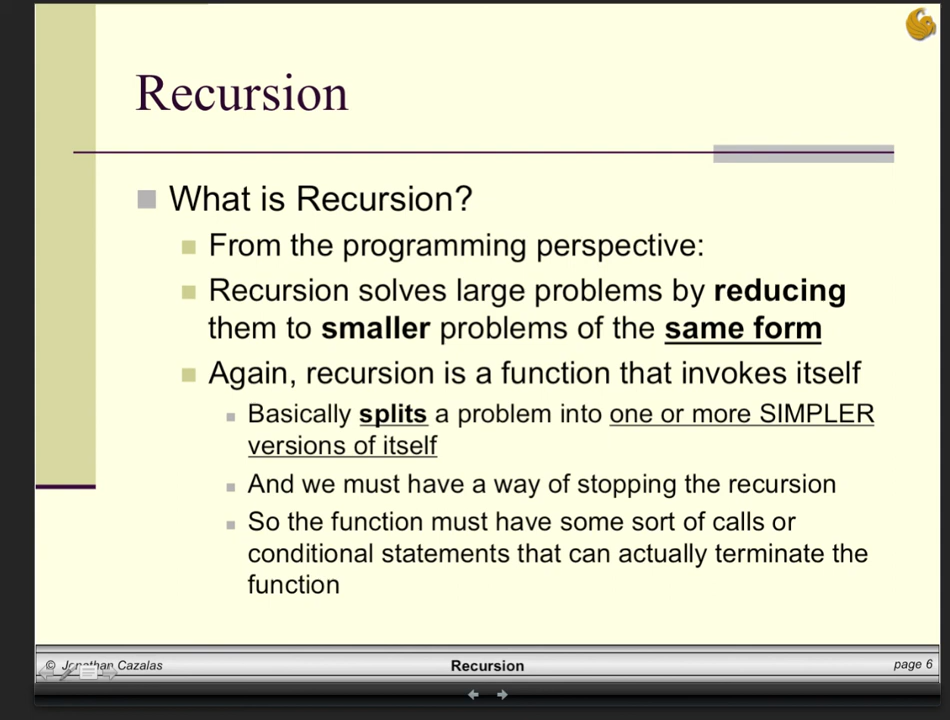 Recursion
What is Recursion?
From the programming perspective:
Recursion solves large problems by reducing
them to smaller problems of the same form
Again, recursion is a function that invokes itself
Basically splits a problem into one or more SIMPLER
versions of itself
And we must have a way of stopping the recursion
So the function must have some sort of calls or
conditional statements that can actually terminate the
function
© Jonathan Cazalas
Recursion
page 6